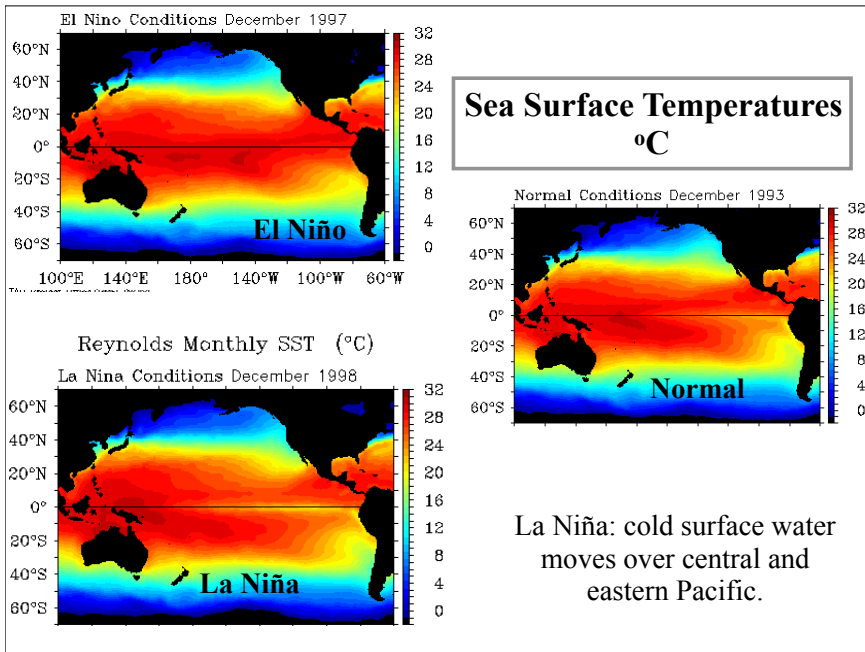 El Nino Conditions December 1997
60°N
40°N
20°N
0°
20°S
40°S
60°S
100°E 140°E 180° 140°W 100°W 60°W
32
28
24
20
16
12
8
4
0
El Niño
Sea Surface Temperatures
°C
Normal Conditions December 1993
60°N
40°N
20°N
0°
20°S
40°S
60°S
32
28
24
20
16
12
8
4
0
Normal
Reynolds Monthly SST (°C)
La Nina Conditions December 1998
60°N
40°N
20°N
0°
20°S
40°S
60°S
32
28
24
20
16
12
8
4
0
La Niña
La Niña: cold surface water
moves over central and
eastern Pacific.